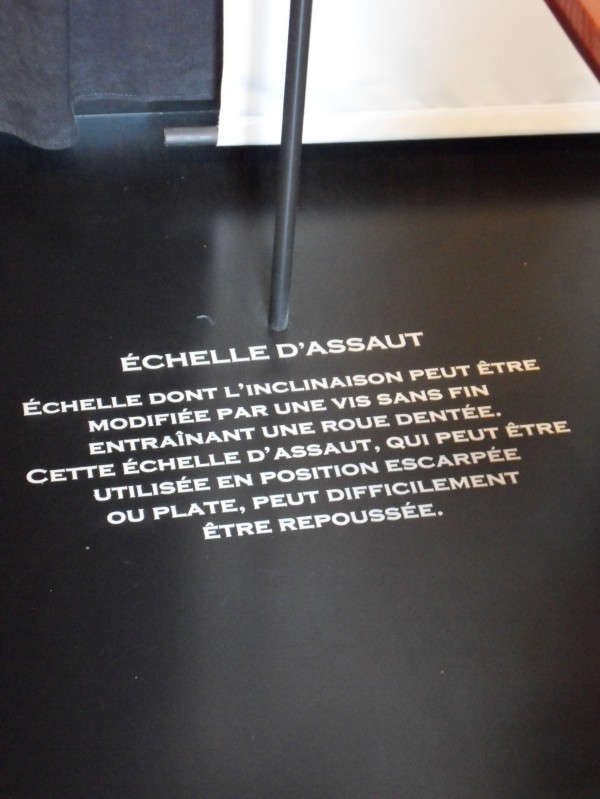 ÉCHELLE D'ASSAUT
ÉCHELLE DONT L'INCLINAISON PEUT ÊTRE
MODIFIÉE PAR UNE VIS SANS FIN
ENTRAÎNANT UNE ROUE DENTÉE.
CETTE ÉCHELLE D'ASSAUT, QUI PEUT ÊTRE
UTILISÉE EN POSITION ESCARPÉE
OU PLATE, PEUT DIFFICILEMENT
ÊTRE REPOUSSÉE.